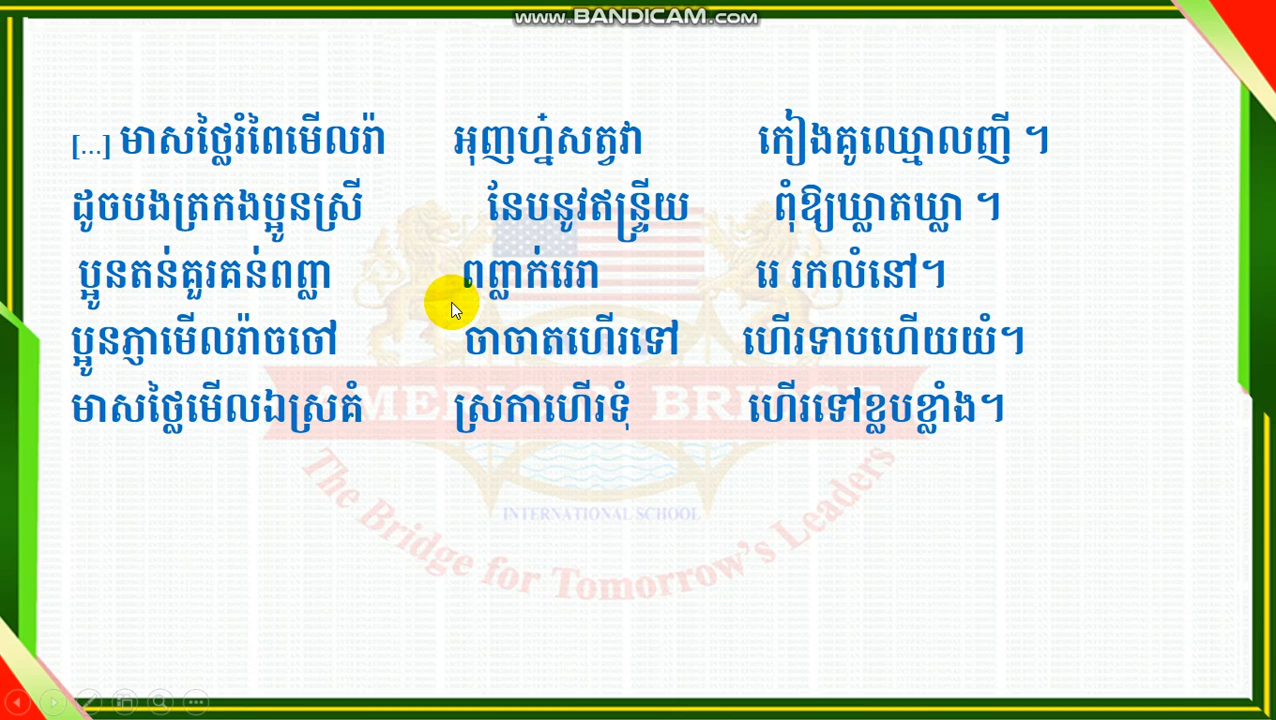 www.BANDICAM.com
[...] មាសថ្លៃរំពៃមើលរ៉ា អុញហ្ន៎សត្វវា កៀងគូឈ្មោលញី ។
ដូចបងត្រកងប្អូនស្រី នែបនូវឥន្ទ្រីយ ពុំឱ្យឃ្លាតឃ្លា ។
ប្អូនតន់គួរគន់ពព្លា ពព្លាក់រេរា រេ រកលំនៅ។
ប្អូនភ្ញាមើលរ៉ាចចៅ ចាចាតហើរទៅ ហើរទាបហើយយំ។
មាសថ្លៃមើលឯស្រគំ ស្រកាហើរទុំ ហើរទៅខ្លបខ្លាំង។
AMERICAN BRIDGE
INTERNATIONAL SCHOOL
The Bridge for Tomorrow's Leaders